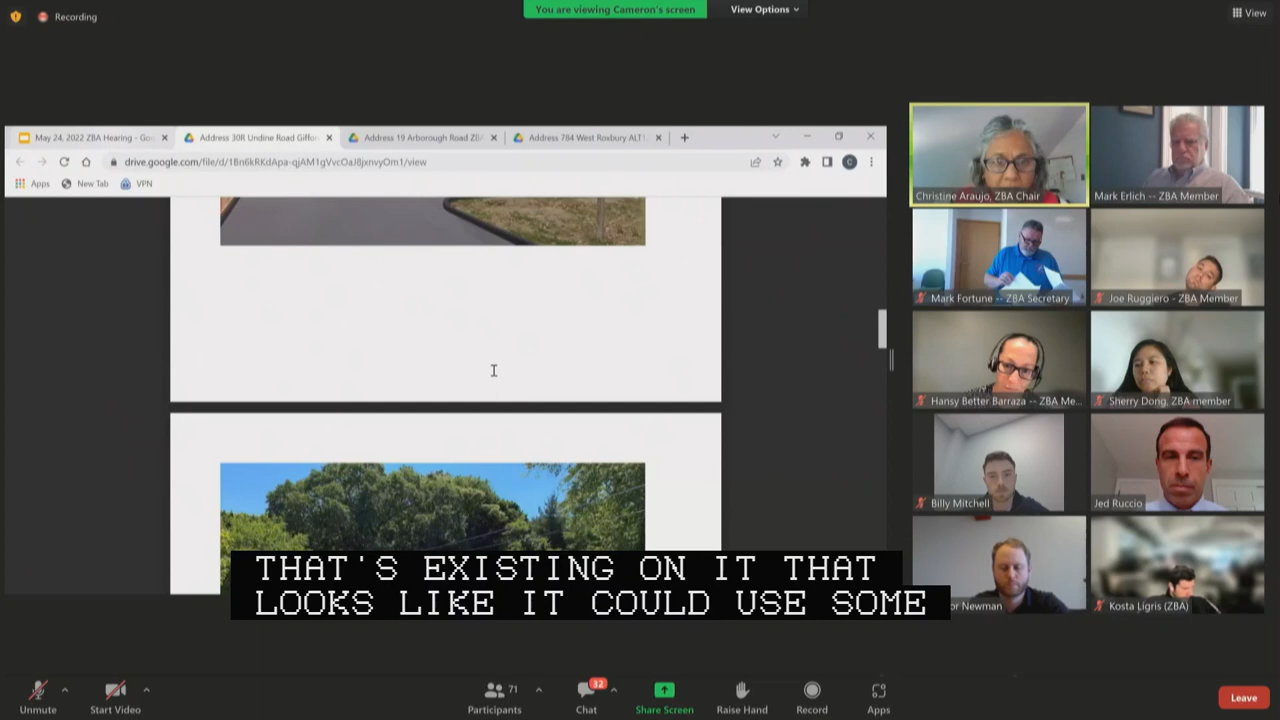 Recording
You are viewing Cameron's screen
View Options
View
May 24, 2022 ZBA Hearing - Goo
Address 30R Undine Road Giffor
Address 19 Arborough Road ZB
Address 784 West Roxbury ALT
drive.google.com/file/d/1Bn6kRKdApa-qjAM1gVvcOaJ8jxnvyOm1/view
C
Apps
New Tab
VPN
Christine Araujo, ZBA Chair
Mark Erlich -- ZBA Member
Mark Fortune -- ZBA Secretary
Joe Ruggiero - ZBA Member
Hansy Better Barraza -- ZBA Me...
Sherry Dong, ZBA member
Billy Mitchell
Jed Ruccio
or Newman
Kosta Ligris (ZBA)
THAT'S EXISTING ON IT THAT
LOOKS LIKE IT COULD USE SOME
Unmute
Start Video
71
Participants
32
Chat
Share Screen
Raise Hand
Record
Apps
Leave